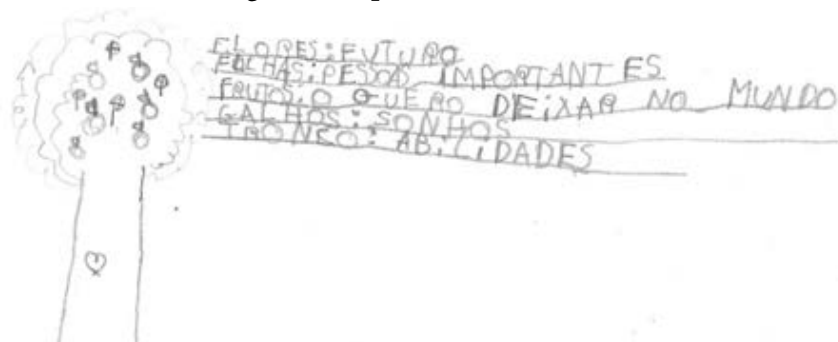 FLORES: FUTURO
FOLHAS: PESSOAS IMPORTANTES
FRUTOS: O QUERO DEiXAR NO MUNDO
GALHOS: SONHOS
TRONCO: ABiLiDADES